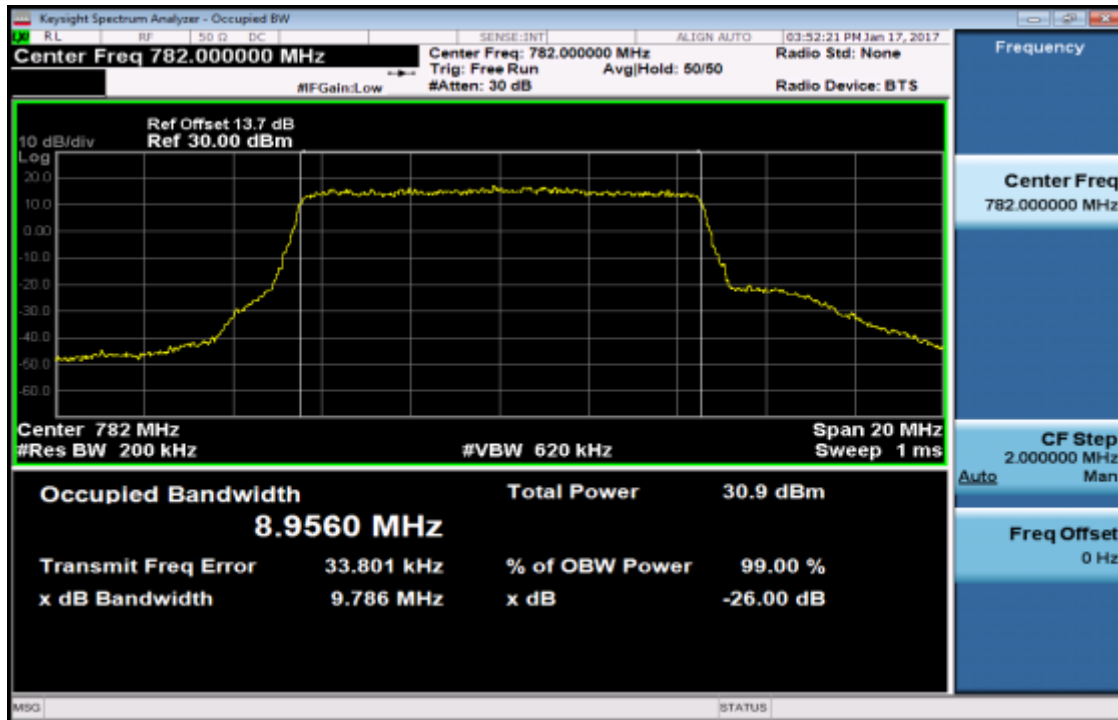 Keysight Spectrum Analyzer - Occupied BW
RL RF 50 Ω DC SENSE:INT ALIGN AUTO 03:52:21 PM Jan 17, 2017
Center Freq 782.000000 MHz
Center Freq: 782.000000 MHz
Radio Std: None
Trig: Free Run Avg|Hold: 50/50
#IFGain:Low
#Atten: 30 dB
Radio Device: BTS
Ref Offset 13.7 dB
10 dB/div
Ref 30.00 dBm
Log
20.0
10.0
0.00
-10.0
-20.0
-30.0
-40.0
-50.0
-60.0
Center 782 MHz
Span 20 MHz
#Res BW 200 kHz
#VBW 620 kHz
Sweep 1 ms
Occupied Bandwidth
8.9560 MHz
Total Power 30.9 dBm
Transmit Freq Error 33.801 kHz
% of OBW Power 99.00 %
x dB Bandwidth 9.786 MHz
x dB -26.00 dB
MSG
STATUS
Frequency
Center Freq
782.000000 MHz
CF Step
2.000000 MHz
Auto Man
Freq Offset
0 Hz